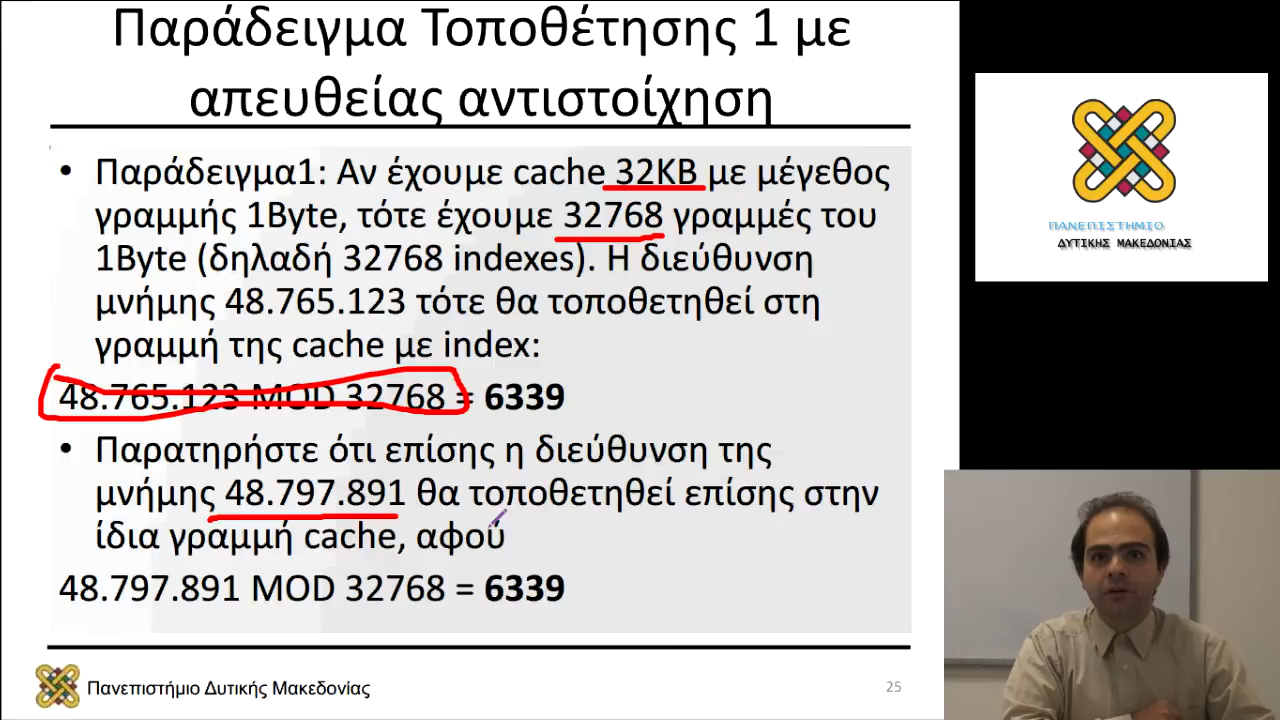 Παράδειγμα Τοποθέτησης 1 με
απευθείας αντιστοίχηση
• Παράδειγμα1: Αν έχουμε cache 32KB με μέγεθος
γραμμής 1Byte, τότε έχουμε 32768 γραμμές του
1Byte (δηλαδή 32768 indexes). Η διεύθυνση
μνήμης 48.765.123 τότε θα τοποθετηθεί στη
γραμμή της cache με index:
48.765.123 MOD 32768 = 6339
• Παρατηρήστε ότι επίσης η διεύθυνση της
μνήμης 48.797.891 θα τοποθετηθεί επίσης στην
ίδια γραμμή cache, αφού
48.797.891 MOD 32768 = 6339
Πανεπιστήμιο Δυτικής Μακεδονίας
25
ΠΑΝΕΠΙΣΤΗΜΙΟ
ΔΥΤΙΚΗΣ ΜΑΚΕΔΟΝΙΑΣ